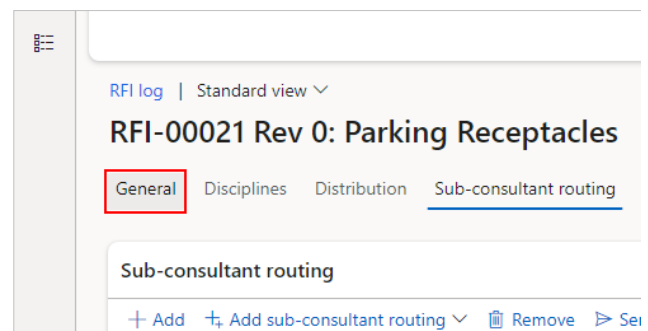 RFI log | Standard view
RFI-00021 Rev 0: Parking Receptacles
General Disciplines Distribution Sub-consultant routing
Sub-consultant routing
Add Add sub-consultant routing Remove